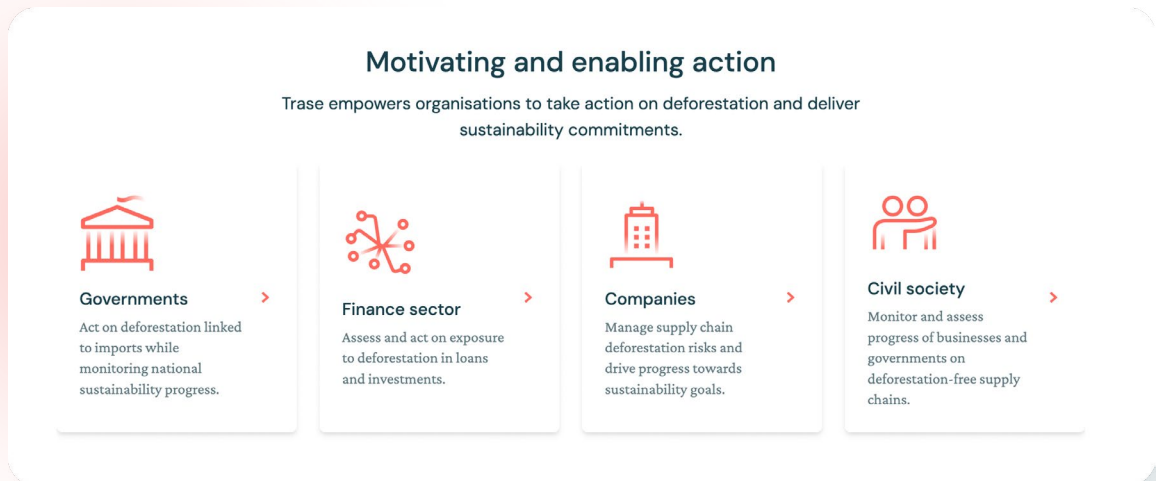 Motivating and enabling action
Trase empowers organisations to take action on deforestation and deliver
sustainability commitments.
Governments
Act on deforestation linked
to imports while
monitoring national
sustainability progress.
Finance sector
Assess and act on exposure
to deforestation in loans
and investments.
Companies
Manage supply chain
deforestation risks and
drive progress towards
sustainability goals.
Civil society
Monitor and assess
progress of businesses and
governments on
deforestation-free supply
chains.